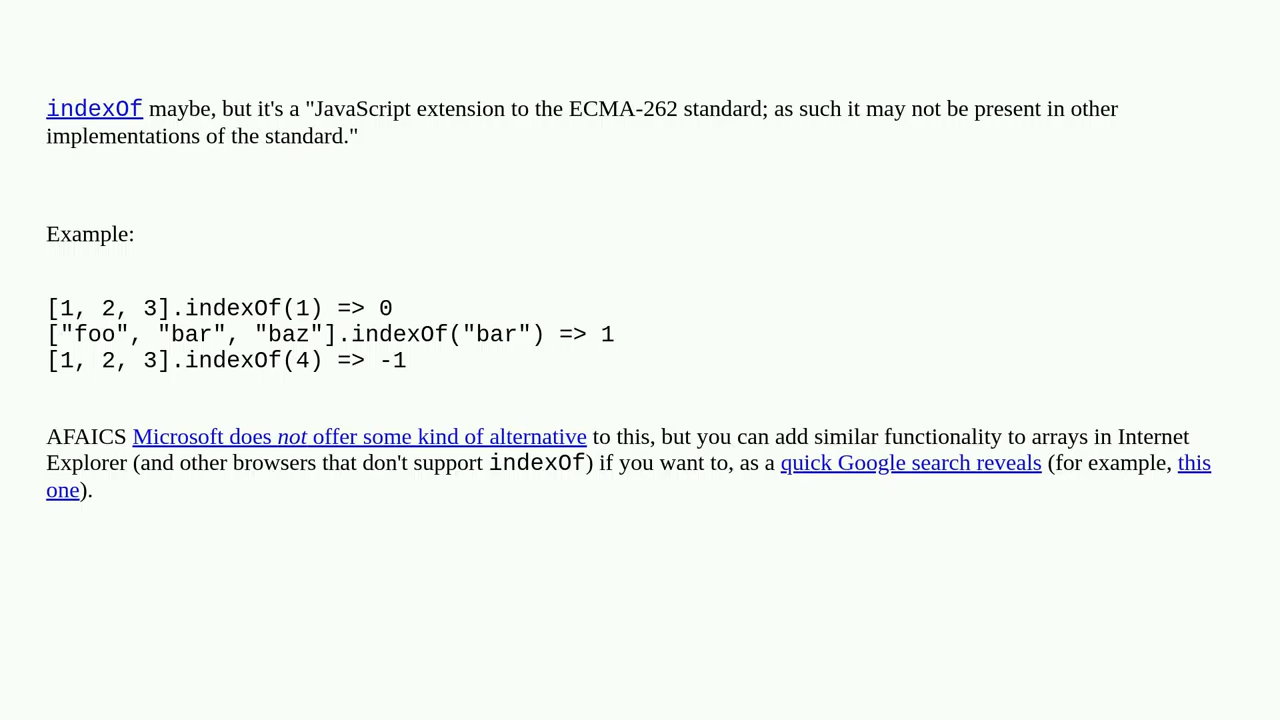 indexOf maybe, but it's a "JavaScript extension to the ECMA-262 standard; as such it may not be present in other
implementations of the standard."
Example:
[1, 2, 3].indexOf(1) => 0
["foo", "bar", "baz"].indexOf("bar") => 1
[1, 2, 3].indexOf(4) => -1
AFAICS Microsoft does not offer some kind of alternative to this, but you can add similar functionality to arrays in Internet
Explorer (and other browsers that don't support indexOf) if you want to, as a quick Google search reveals (for example, this
one).